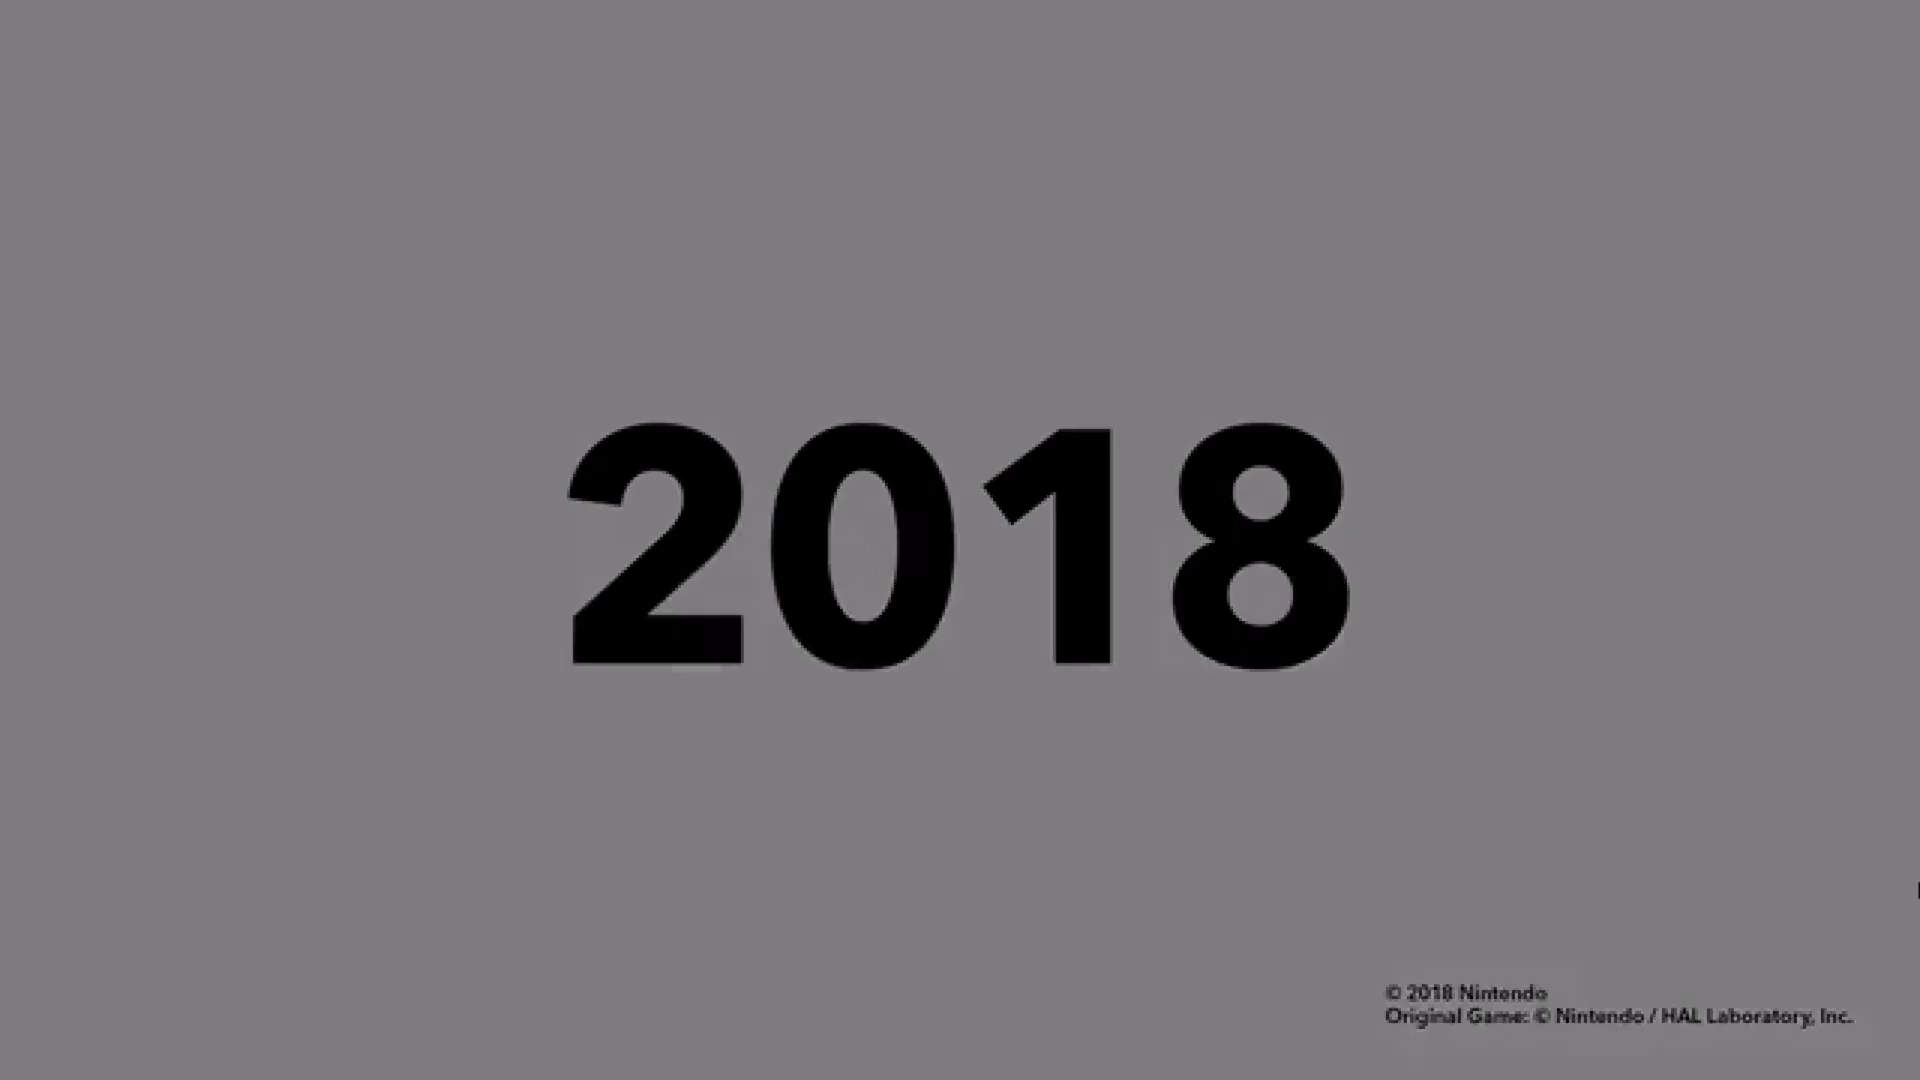 2018
© 2018 Nintendo
Original Game: © Nintendo / HAL Laboratory, Inc.